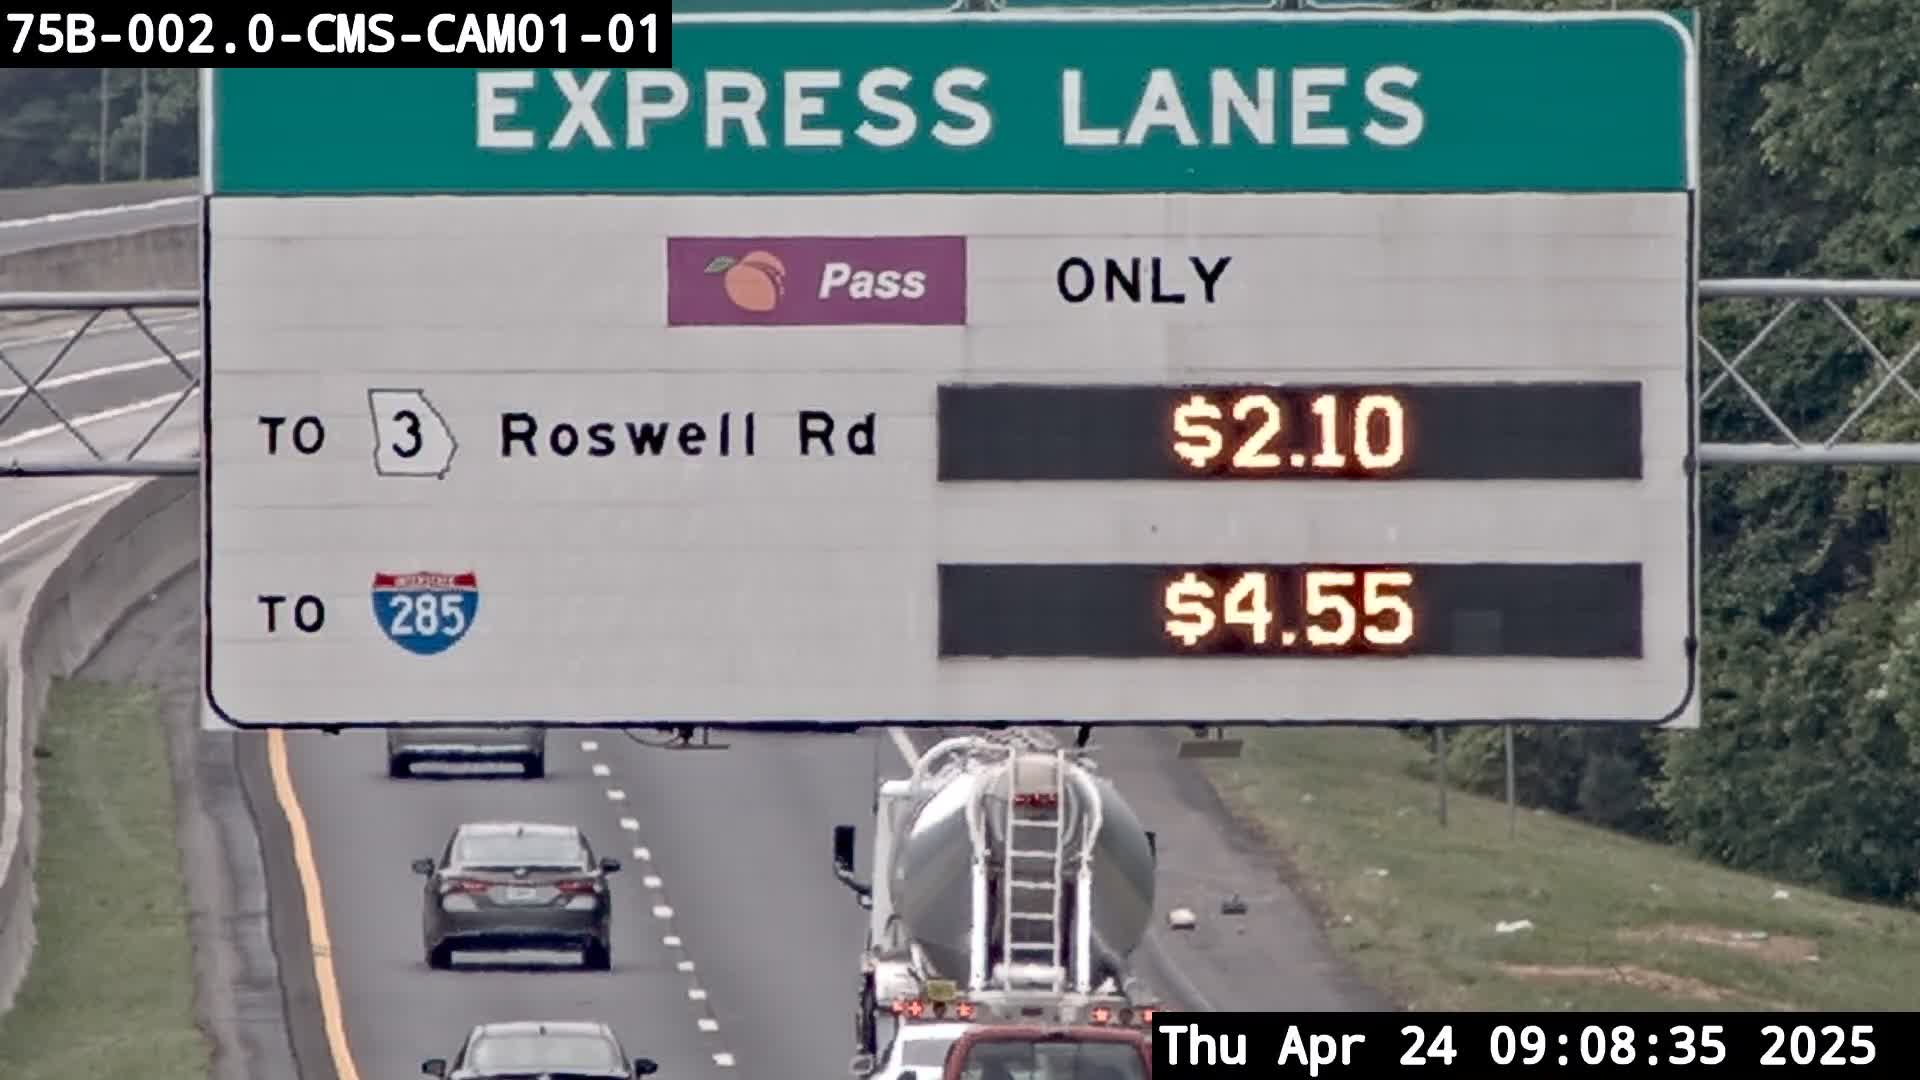 75B-002.0-CMS-CAM01-01
EXPRESS LANES
Pass ONLY
TO 3 Roswell Rd $2.10
TO INTERSTATE 285 $4.55
Thu Apr 24 09:08:35 2025